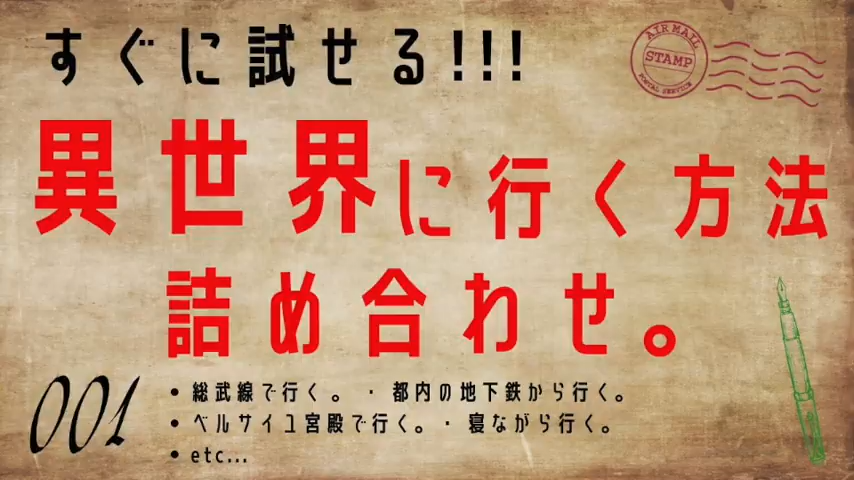 すぐに試せる!!!
AIR MAIL
STAMP
POSTAL SERVICE
異世界に行く方法
詰め合わせ。
001
• 総武線で行く。 ・ 都内の地下鉄から行く。
• ベルサイユ宮殿で行く。・ 寝ながら行く。
• etc...